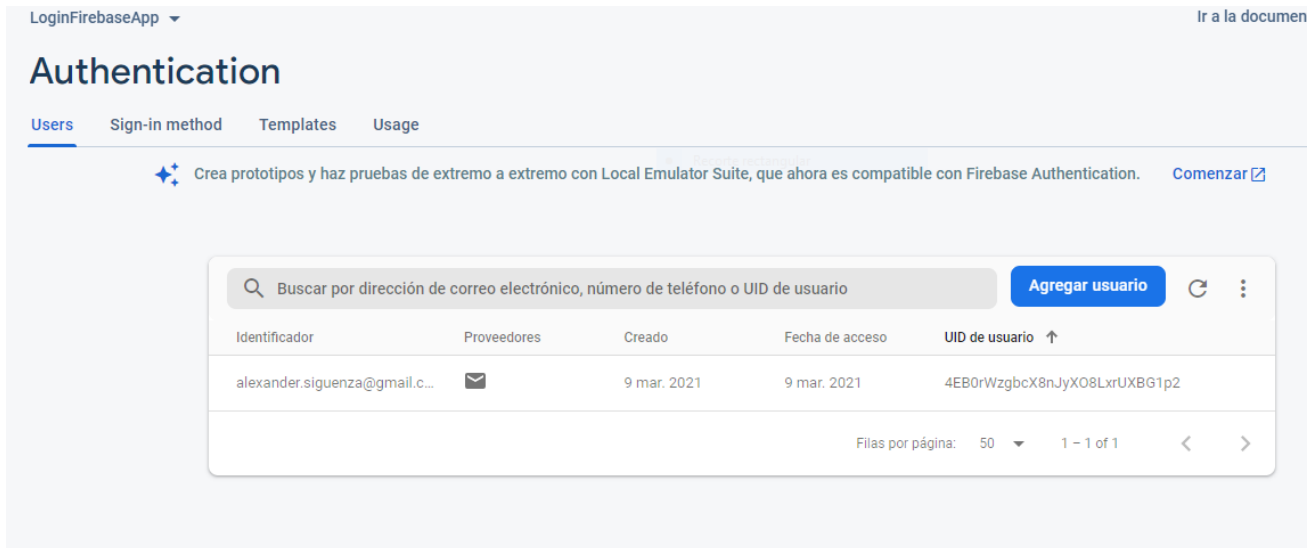 LoginFirebaseApp
Ir a la documen
Authentication
Users Sign-in method Templates Usage
Recorte rectangular
Crea prototipos y haz pruebas de extremo a extremo con Local Emulator Suite, que ahora es compatible con Firebase Authentication. Comenzar
Buscar por dirección de correo electrónico, número de teléfono o UID de usuario Agregar usuario
Identificador Proveedores Creado Fecha de acceso UID de usuario
alexander.siguenza@gmail.c... 9 mar. 2021 9 mar. 2021 4EB0rWzgbcX8nJyXO8LxrUXBG1p2
Filas por página: 50 1 – 1 of 1